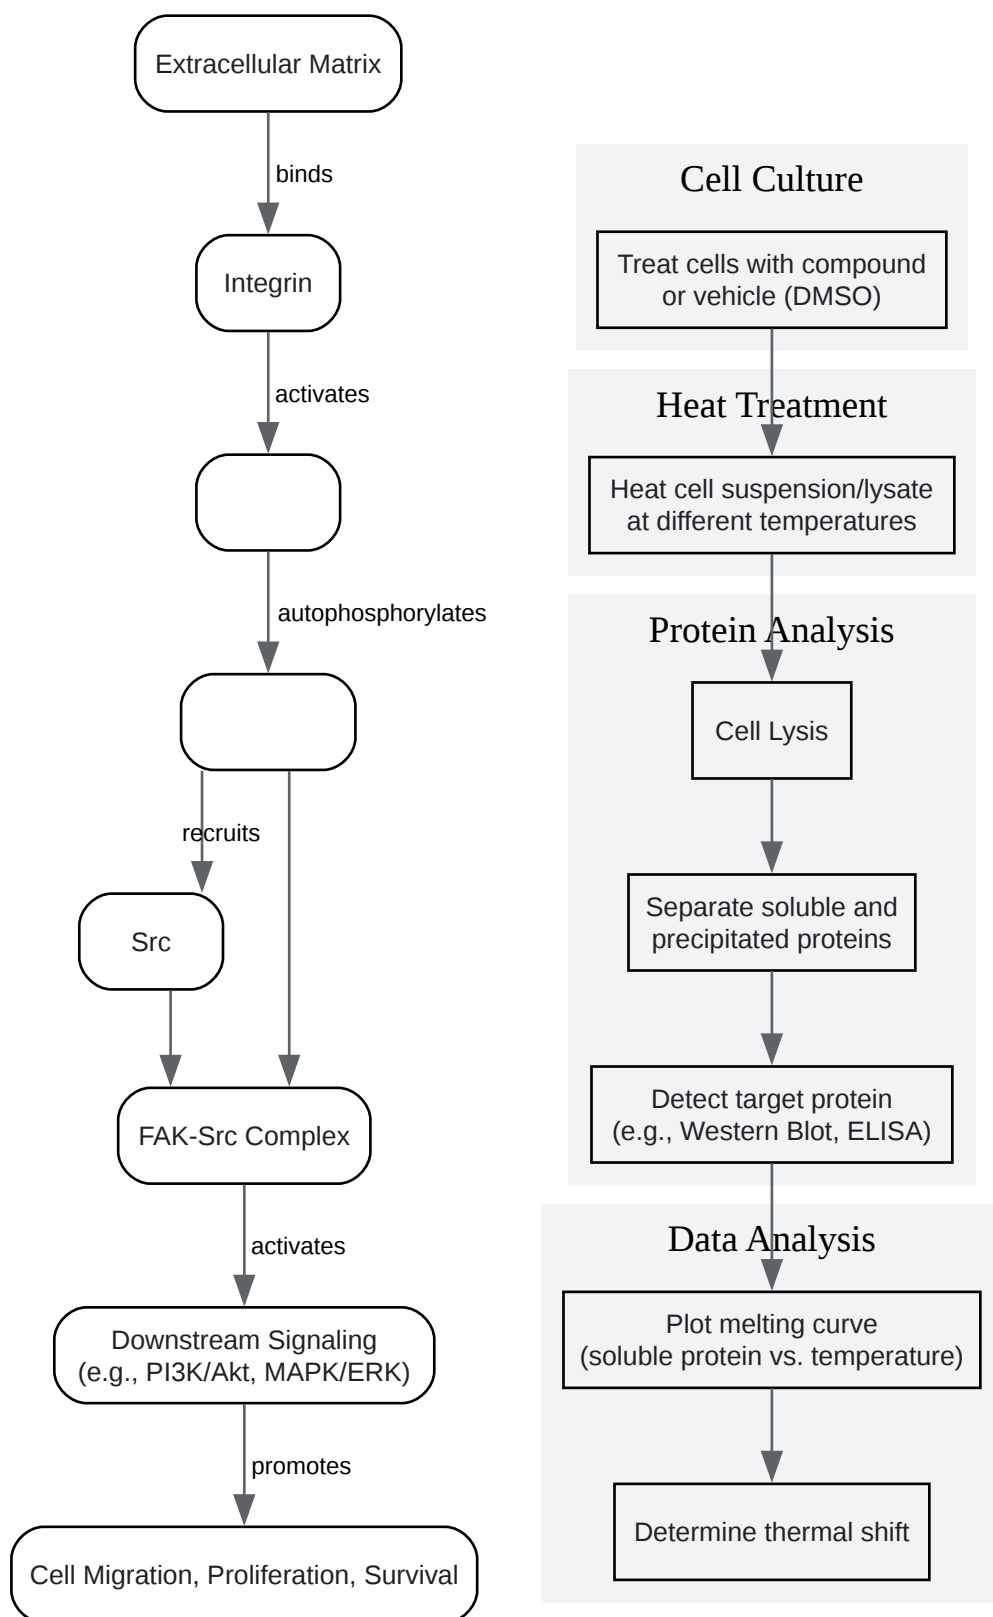 Extracellular Matrix
binds
Integrin
activates
autophosphorylates
recruits
Src
FAK-Src Complex
activates
Downstream Signaling
(e.g., PI3K/Akt, MAPK/ERK)
promotes
Cell Migration, Proliferation, Survival
Cell Culture
Treat cells with compound
or vehicle (DMSO)
Heat Treatment
Heat cell suspension/lysate
at different temperatures
Protein Analysis
Cell Lysis
Separate soluble and
precipitated proteins
Detect target protein
(e.g., Western Blot, ELISA)
Data Analysis
Plot melting curve
(soluble protein vs. temperature)
Determine thermal shift